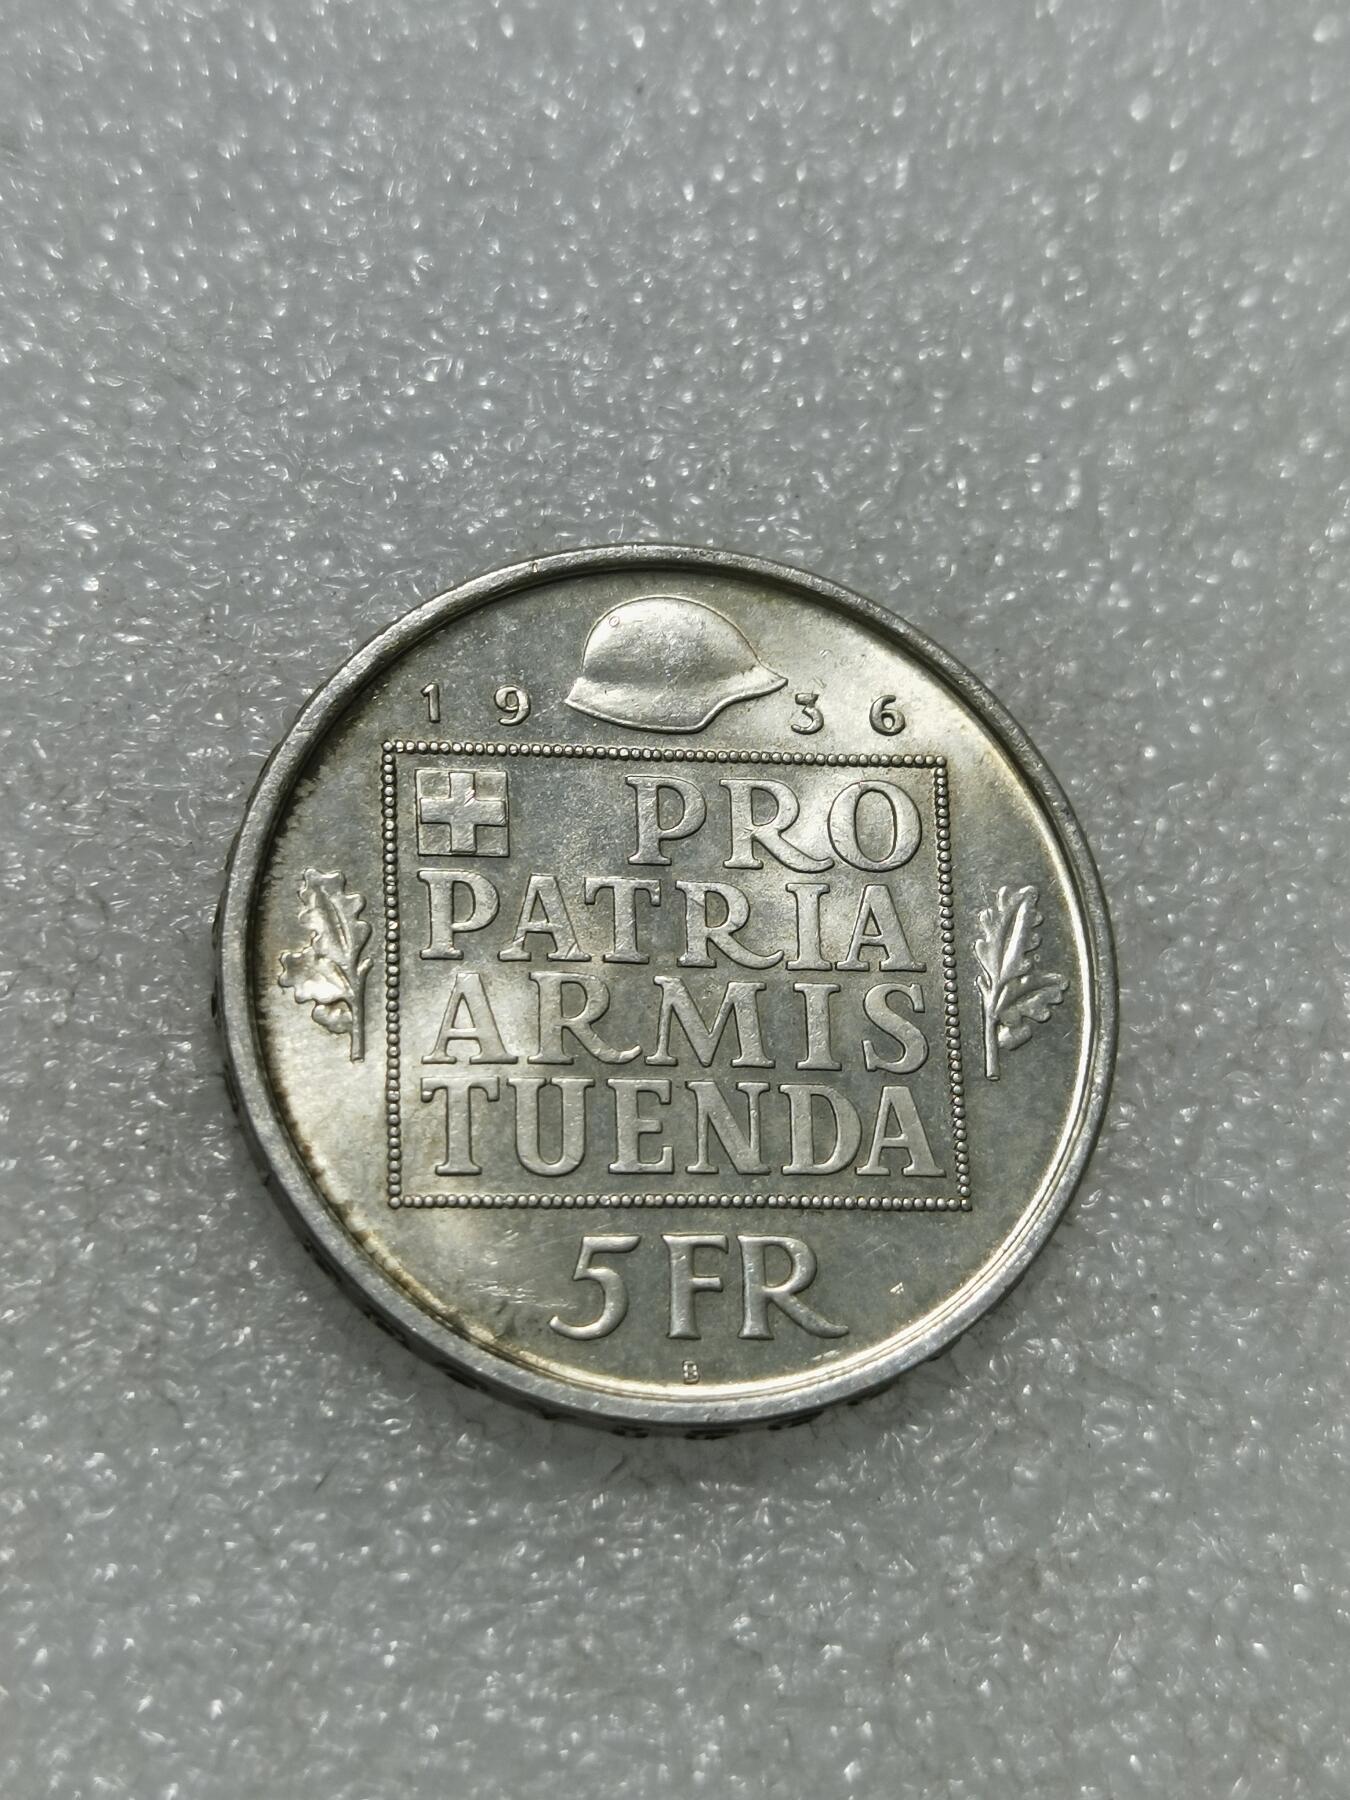 1936
PRO
PATRIA
ARMIS
TUENDA
5 FR
B